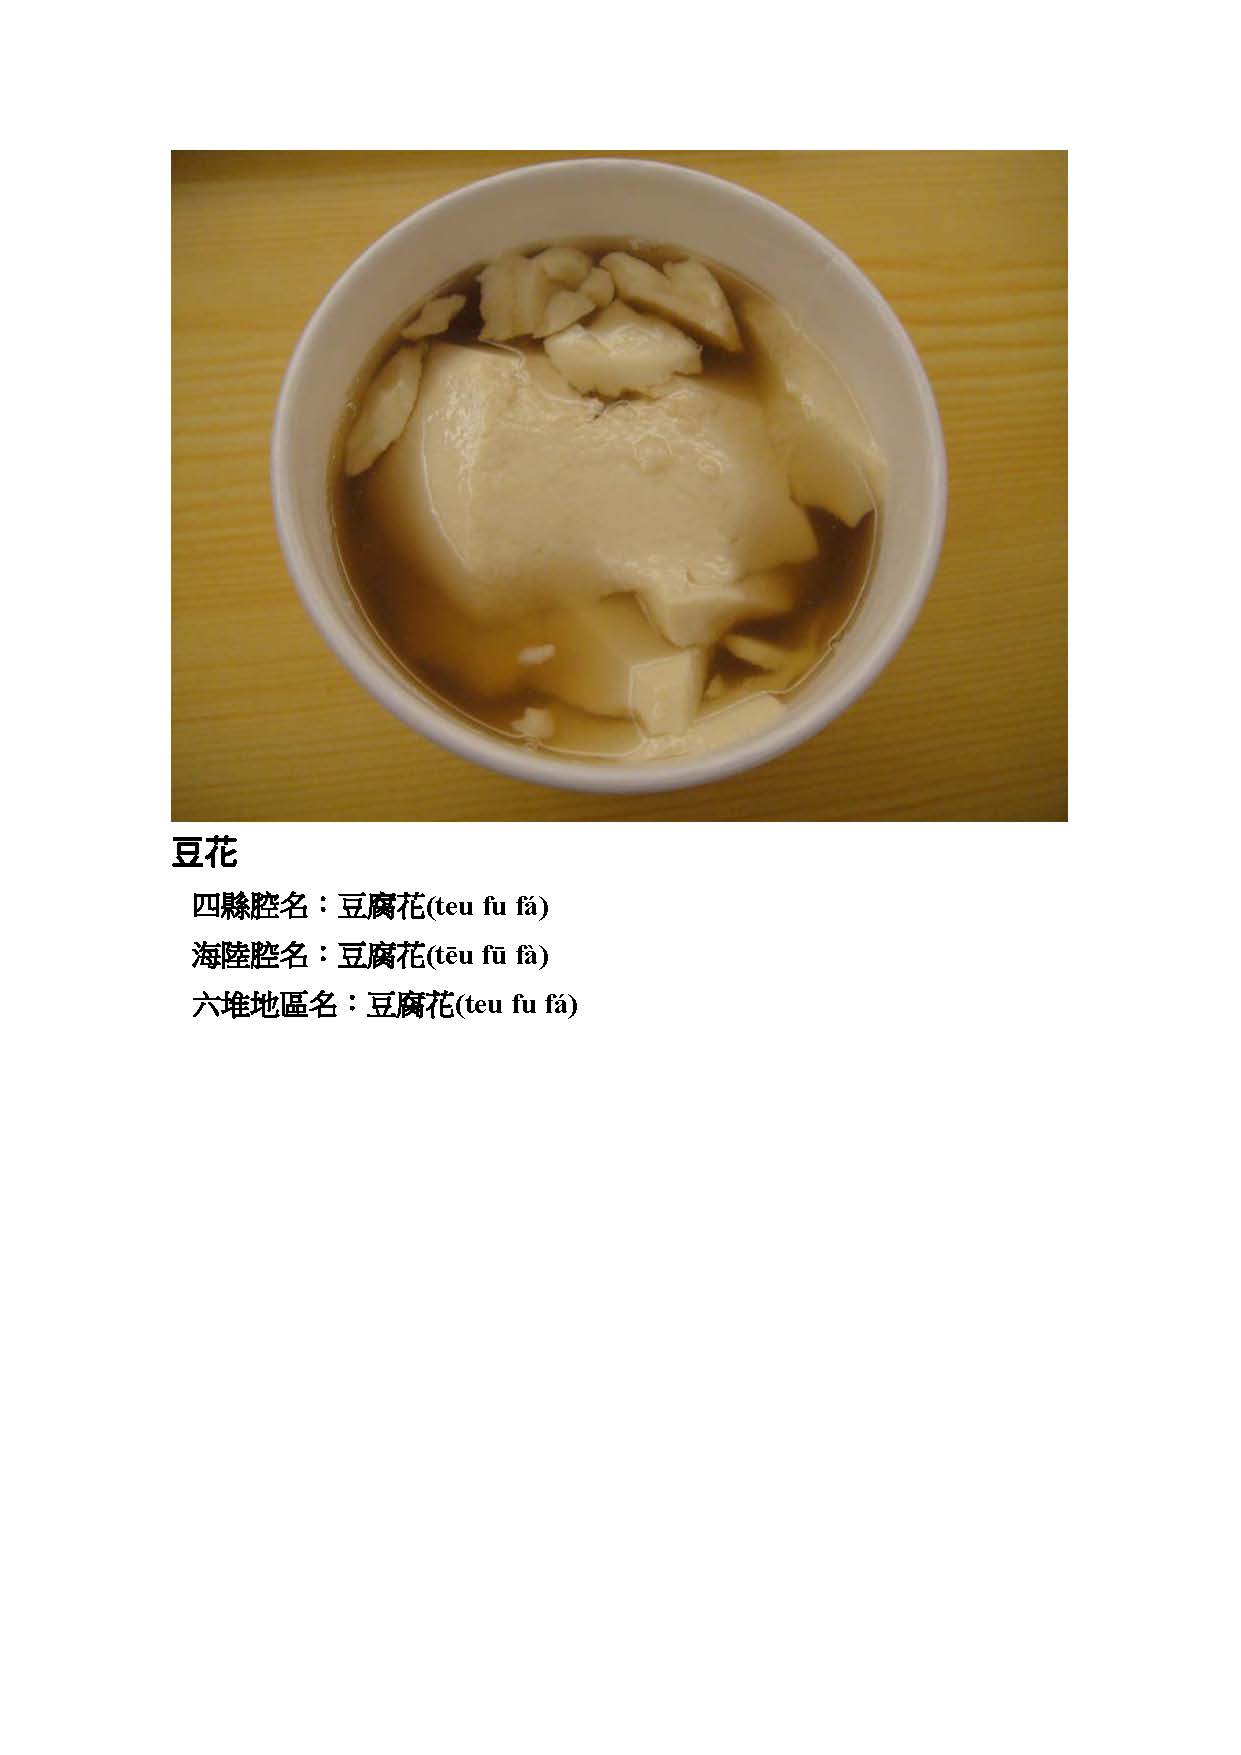 豆花
四縣腔名：豆腐花(teu fu fá)
海陸腔名：豆腐花(tēu fū fà)
六堆地區名：豆腐花(teu fu fá)